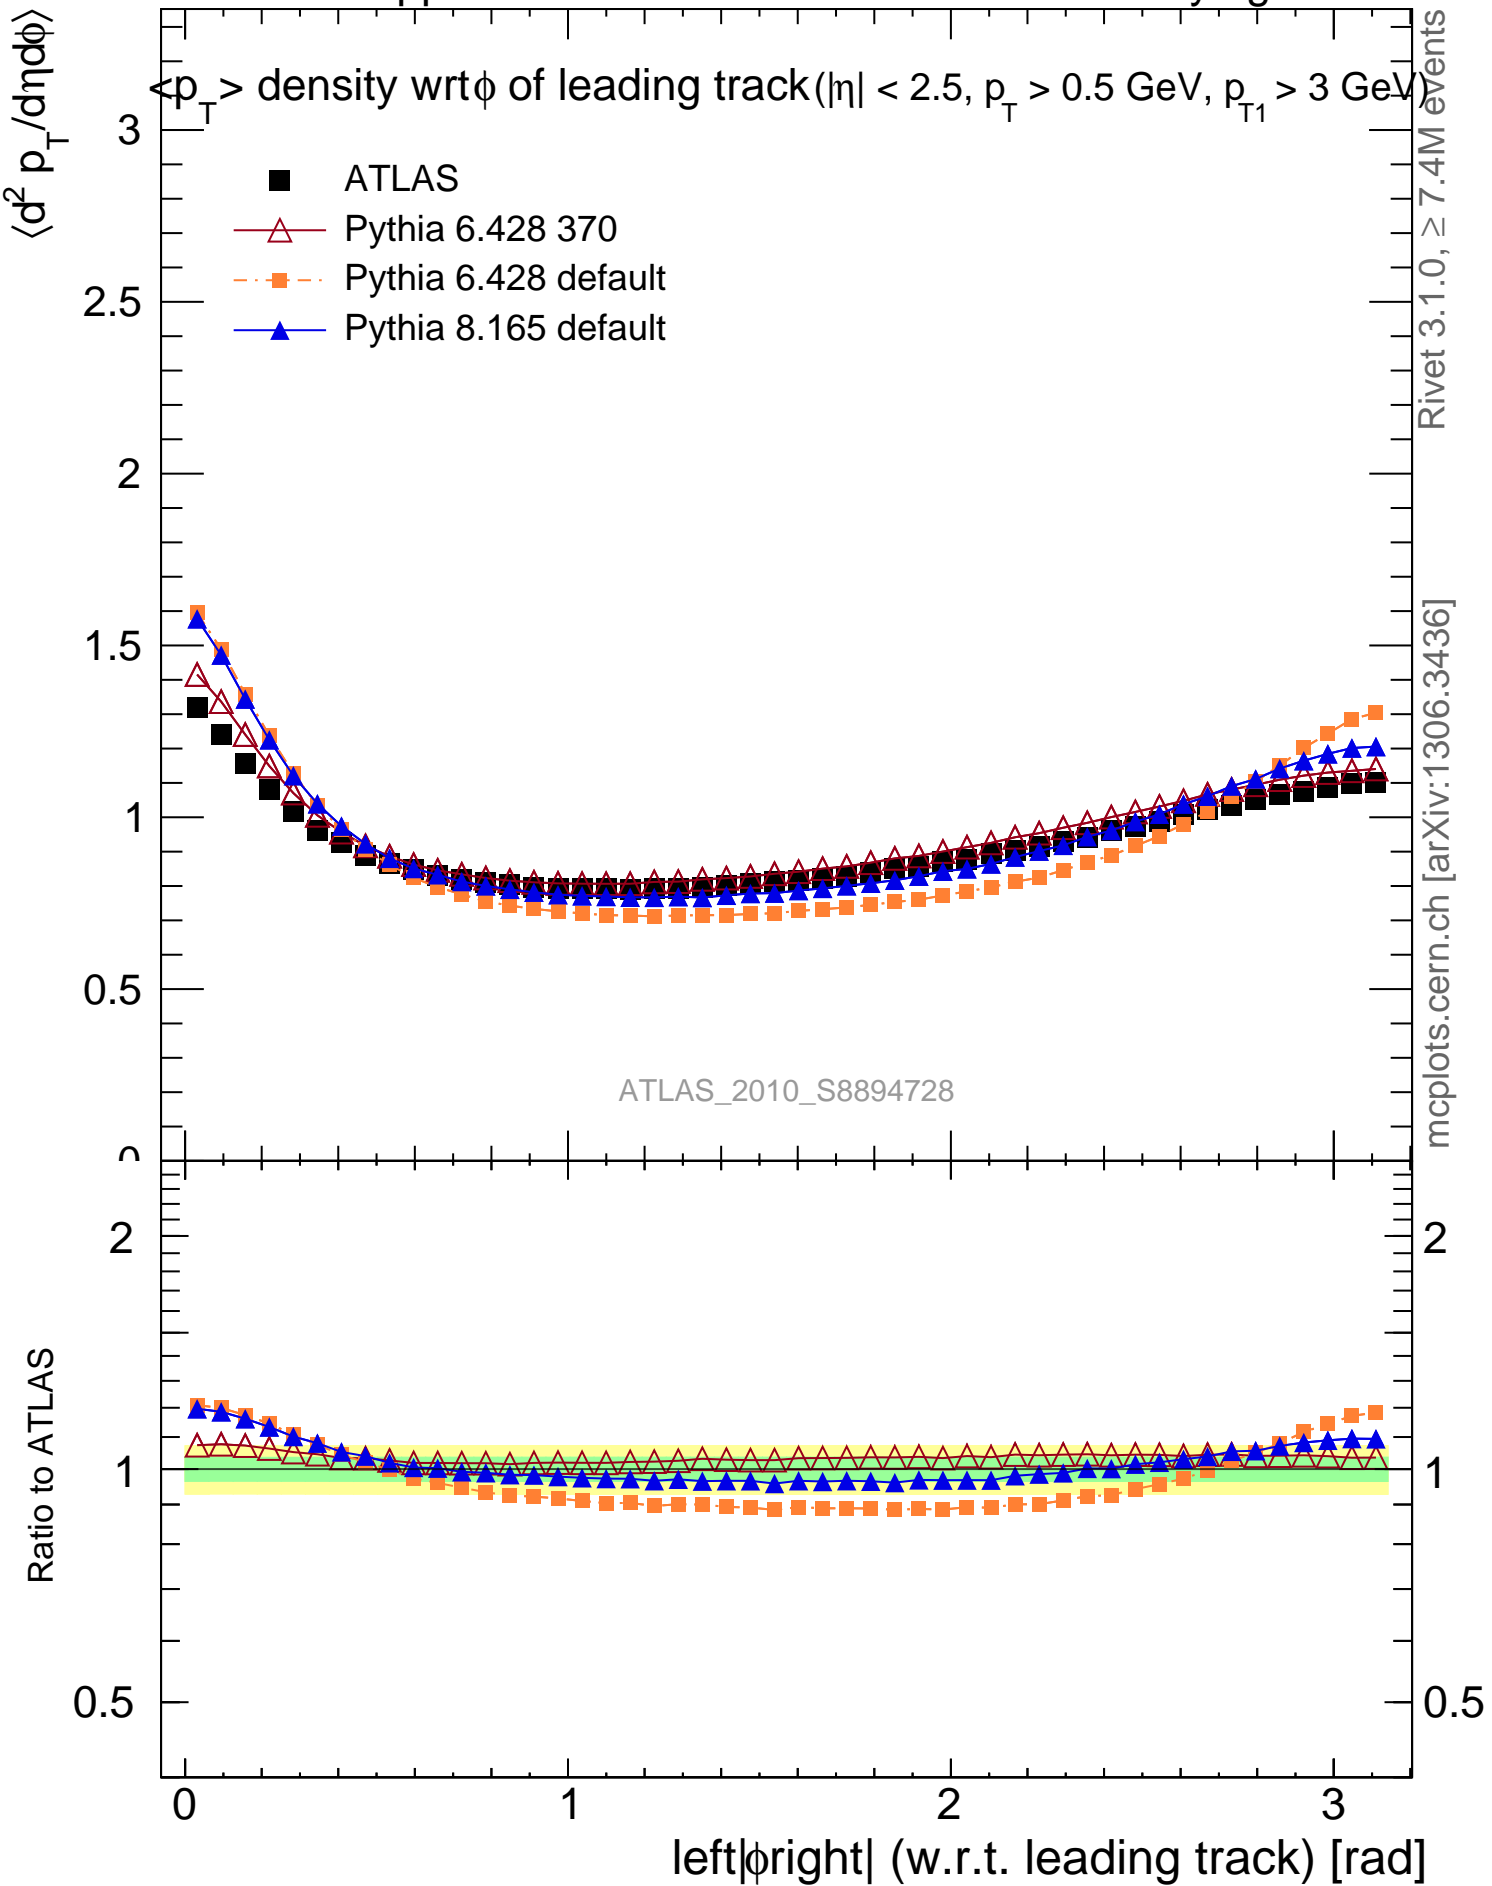 ⟨d² p_T/dηdϕ⟩
<p_T> density wrtϕ of leading track(|η| < 2.5, p_T > 0.5 GeV, p_T1 > 3 GeV)
ATLAS
Pythia 6.428 370
Pythia 6.428 default
Pythia 8.165 default
3
2.5
2
1.5
1
0.5
0
ATLAS_2010_S8894728
Rivet 3.1.0, ≥ 7.4M events
mcplots.cern.ch [arXiv:1306.3436]
Ratio to ATLAS
2
1
0.5
2
1
0.5
0 1 2 3
left|ϕright| (w.r.t. leading track) [rad]